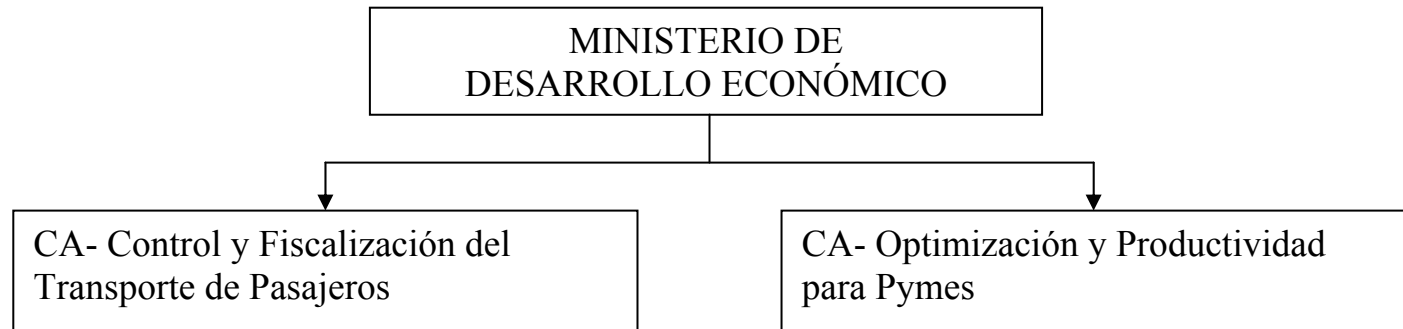 MINISTERIO DE
DESARROLLO ECONÓMICO
CA- Control y Fiscalización del
Transporte de Pasajeros
CA- Optimización y Productividad
para Pymes